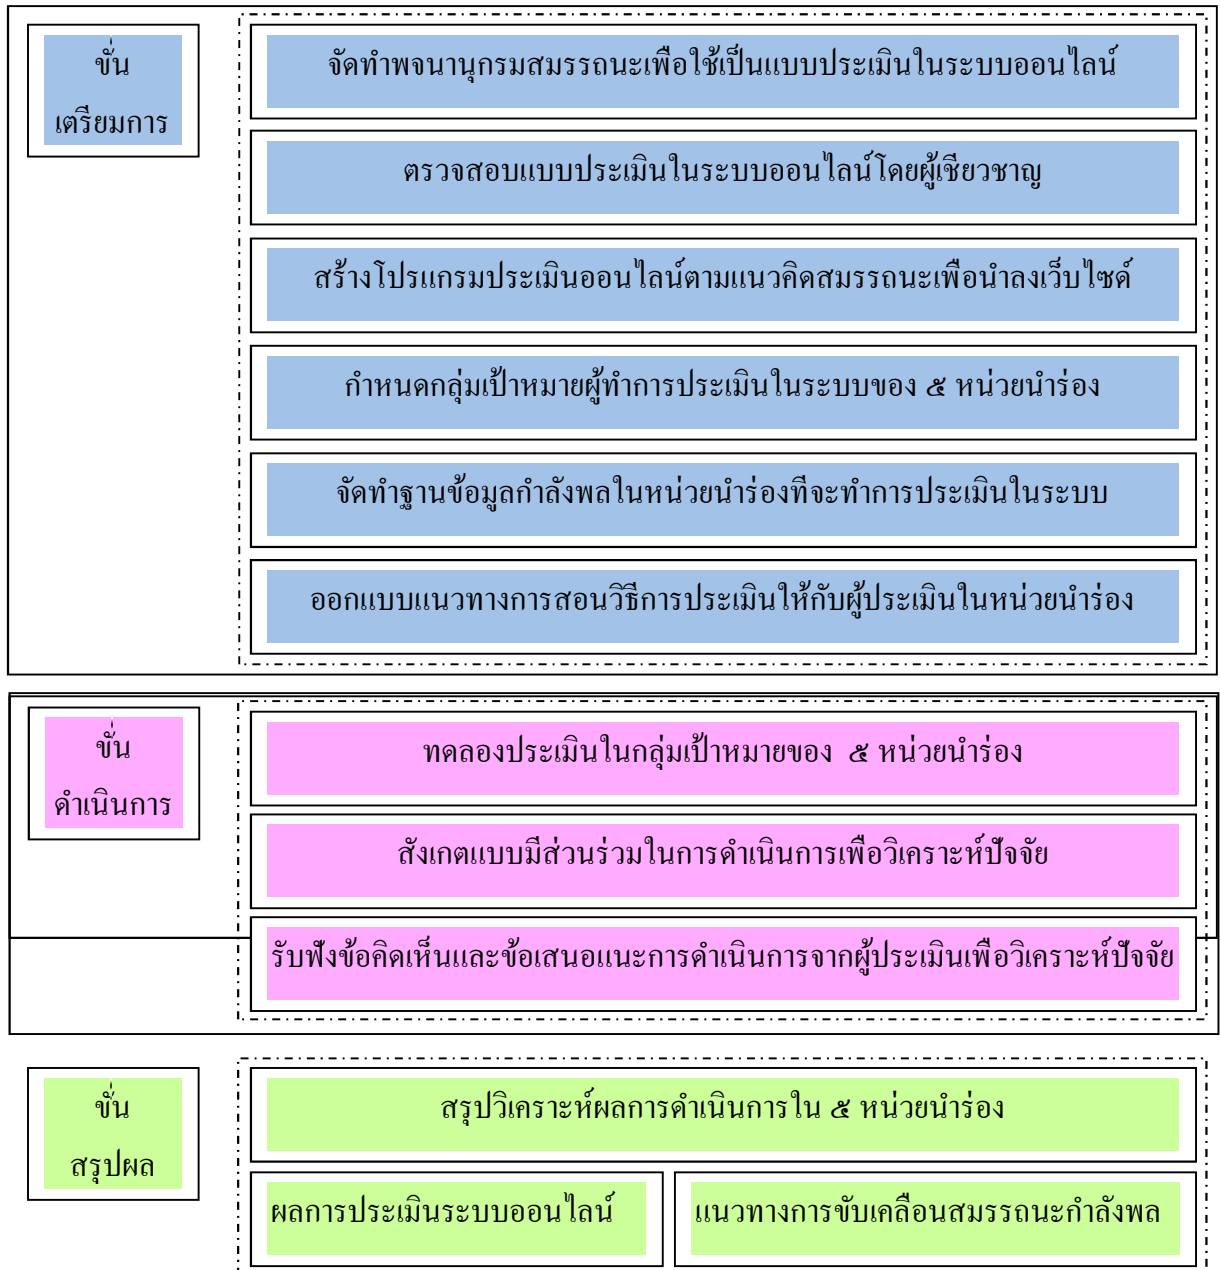 ขั้น
เตรียมการ
จัดทำพจนานุกรมสมรรถนะเพื่อใช้เป็นแบบประเมินในระบบออนไลน์
ตรวจสอบแบบประเมินในระบบออนไลน์โดยผู้เชี่ยวชาญ
สร้างโปรแกรมประเมินออนไลน์ตามแนวคิดสมรรถนะเพื่อนำลงเว็บไซด์
กำหนดกลุ่มเป้าหมายผู้ทำการประเมินในระบบของ ๕ หน่วยนำร่อง
จัดทำฐานข้อมูลกำลังพลในหน่วยนำร่องที่จะทำการประเมินในระบบ
ออกแบบแนวทางการสอนวิธีการประเมินให้กับผู้ประเมินในหน่วยนำร่อง
ขั้น
ดำเนินการ
ทดลองประเมินในกลุ่มเป้าหมายของ ๕ หน่วยนำร่อง
สังเกตแบบมีส่วนร่วมในการดำเนินการเพื่อวิเคราะห์ปัจจัย
รับฟังข้อคิดเห็นและข้อเสนอแนะการดำเนินการจากผู้ประเมินเพื่อวิเคราะห์ปัจจัย
ขั้น
สรุปผล
สรุปวิเคราะห์ผลการดำเนินการใน ๕ หน่วยนำร่อง
ผลการประเมินระบบออนไลน์
แนวทางการขับเคลื่อนสมรรถนะกำลังพล